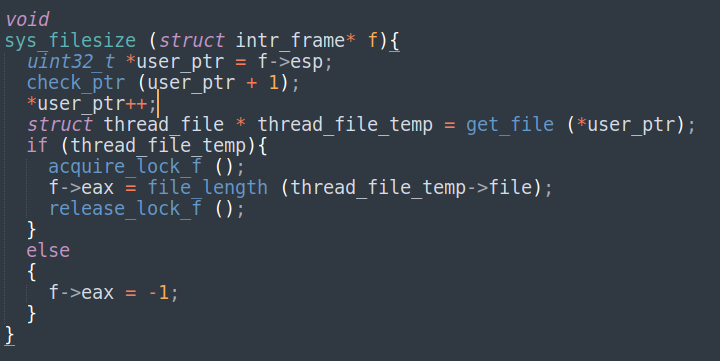 void
sys_filesize (struct intr_frame* f){
  uint32_t *user_ptr = f->esp;
  check_ptr (user_ptr + 1);
  *user_ptr++;
  struct thread_file * thread_file_temp = get_file (*user_ptr);
  if (thread_file_temp){
    acquire_lock_f ();
    f->eax = file_length (thread_file_temp->file);
    release_lock_f ();
  }
  else
  {
    f->eax = -1;
  }
}